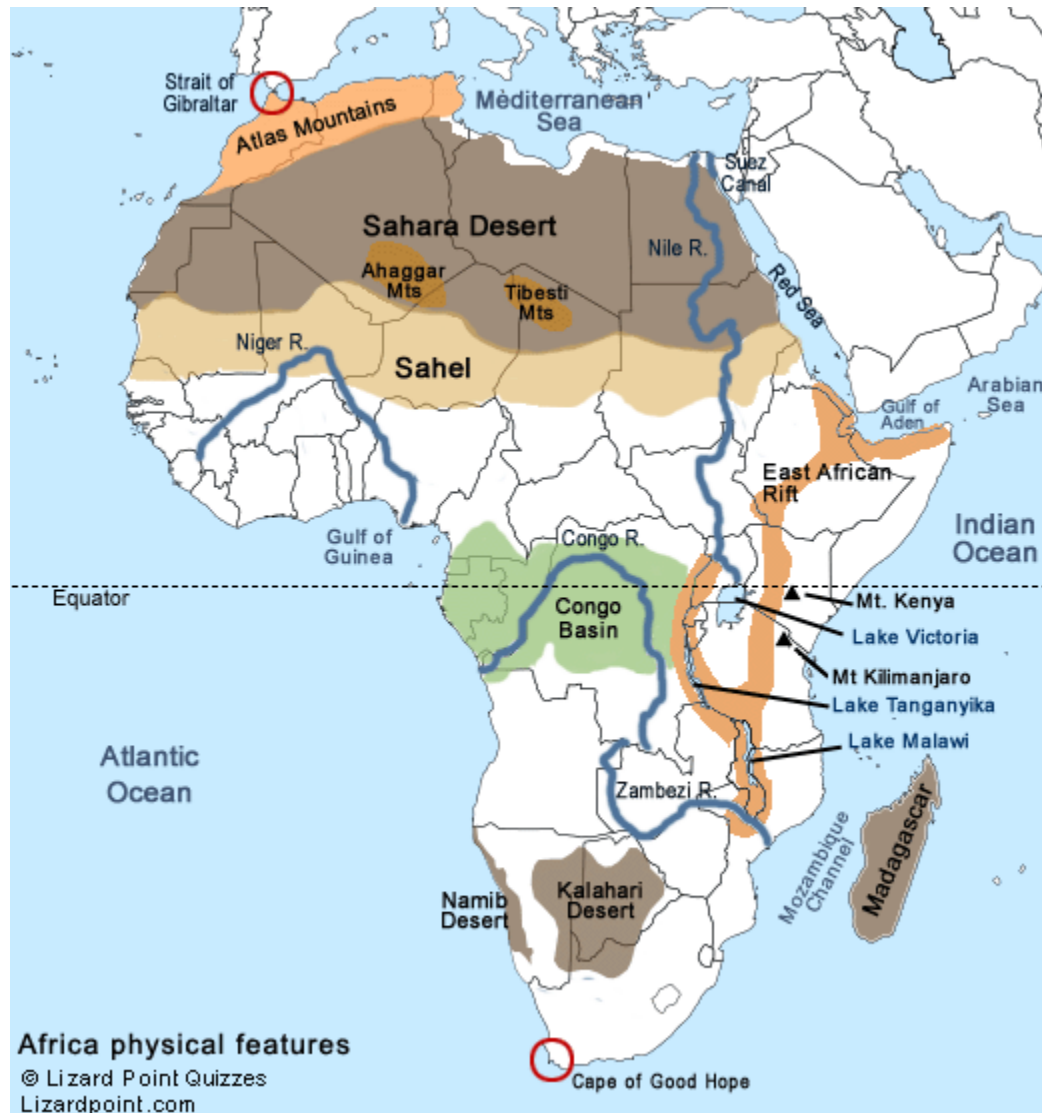 Strait of
Gibraltar
Atlas Mountains
Mèditerranean
Sea
Suez
Canal
Sahara Desert
Nile R.
Ahaggar
Mts
Tibesti
Mts
Red Sea
Niger R.
Sahel
Arabian
Sea
Gulf of
Aden
East African
Rift
Gulf of
Guinea
Congo R.
Indian
Ocean
Equator
Congo
Basin
Mt. Kenya
Lake Victoria
Mt Kilimanjaro
Lake Tanganyika
Lake Malawi
Atlantic
Ocean
Zambezi R.
Mozambique
Channel
Madagascar
Namib
Desert
Kalahari
Desert
Africa physical features
© Lizard Point Quizzes
Lizardpoint.com
Cape of Good Hope